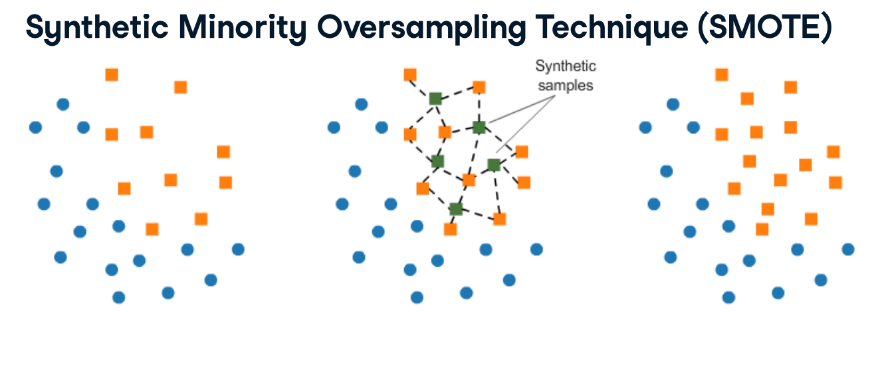 Synthetic Minority Oversampling Technique (SMOTE)
Synthetic
samples